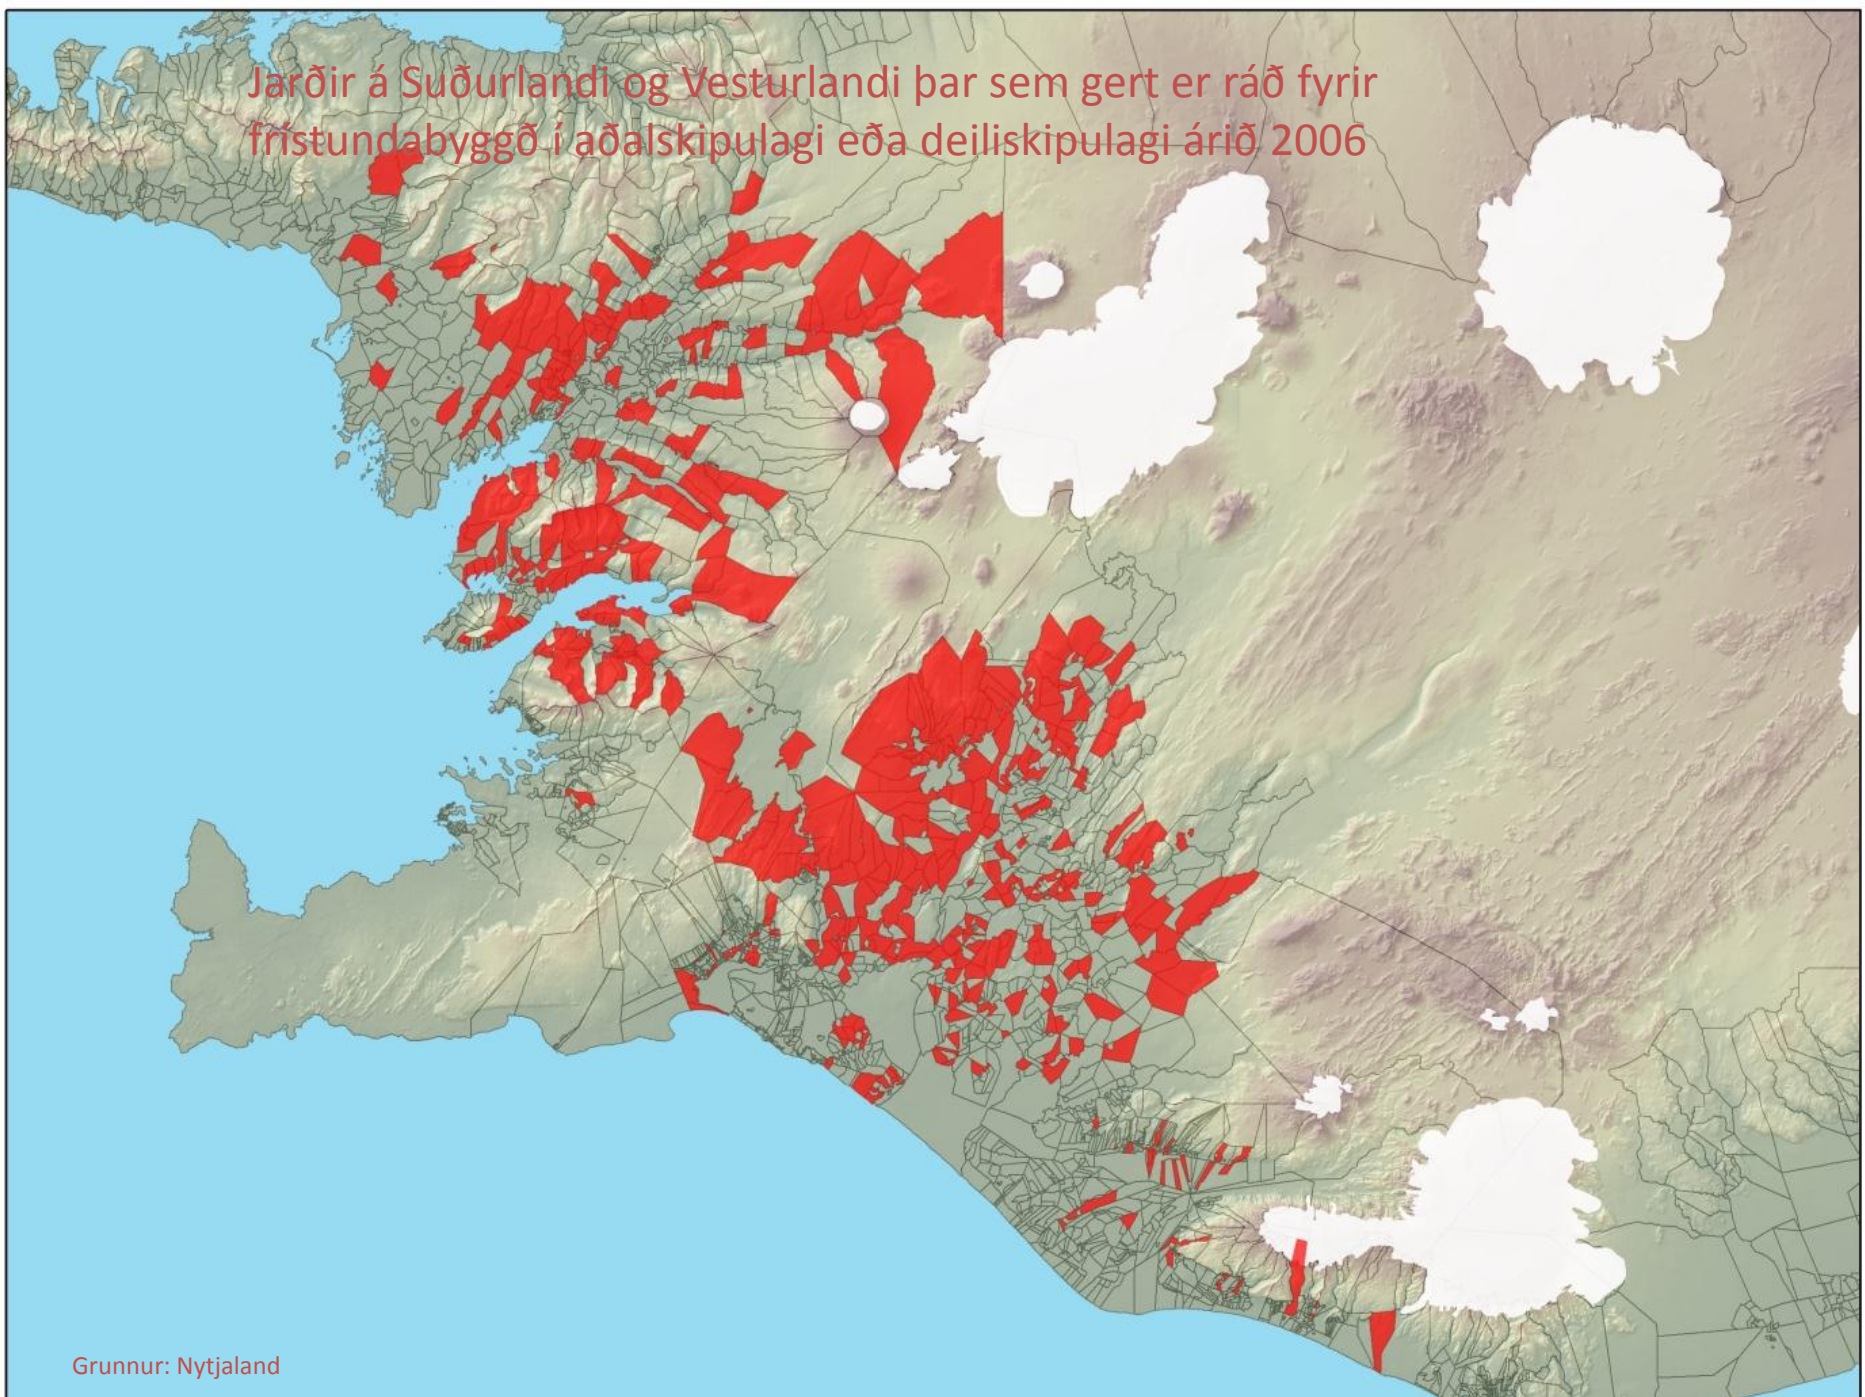 Jarðir á Suðurlandi og Vesturlandi þar sem gert er ráð fyrir
frístundabyggð í aðalskipulagi eða deiliskipulagi árið 2006
Grunnur: Nytjaland